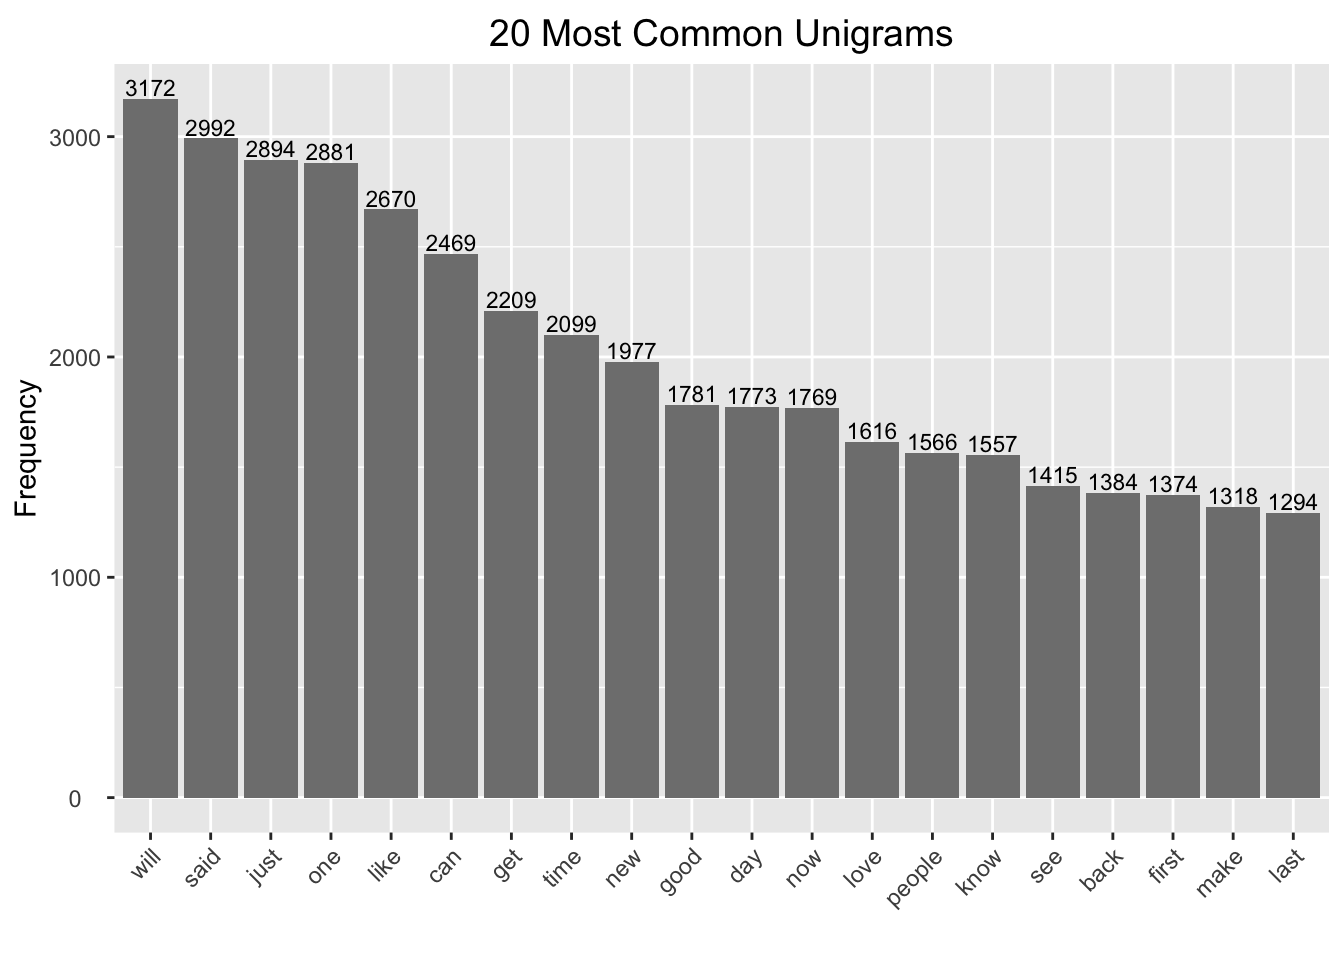 20 Most Common Unigrams
3172
2992
2894
2881
2670
2469
2209
2099
1977
1781
1773
1769
1616
1566
1557
1415
1384
1374
1318
1294
Frequency
3000
2000
1000
0
will
said
just
one
like
can
get
time
new
good
day
now
love
people
know
see
back
first
make
last